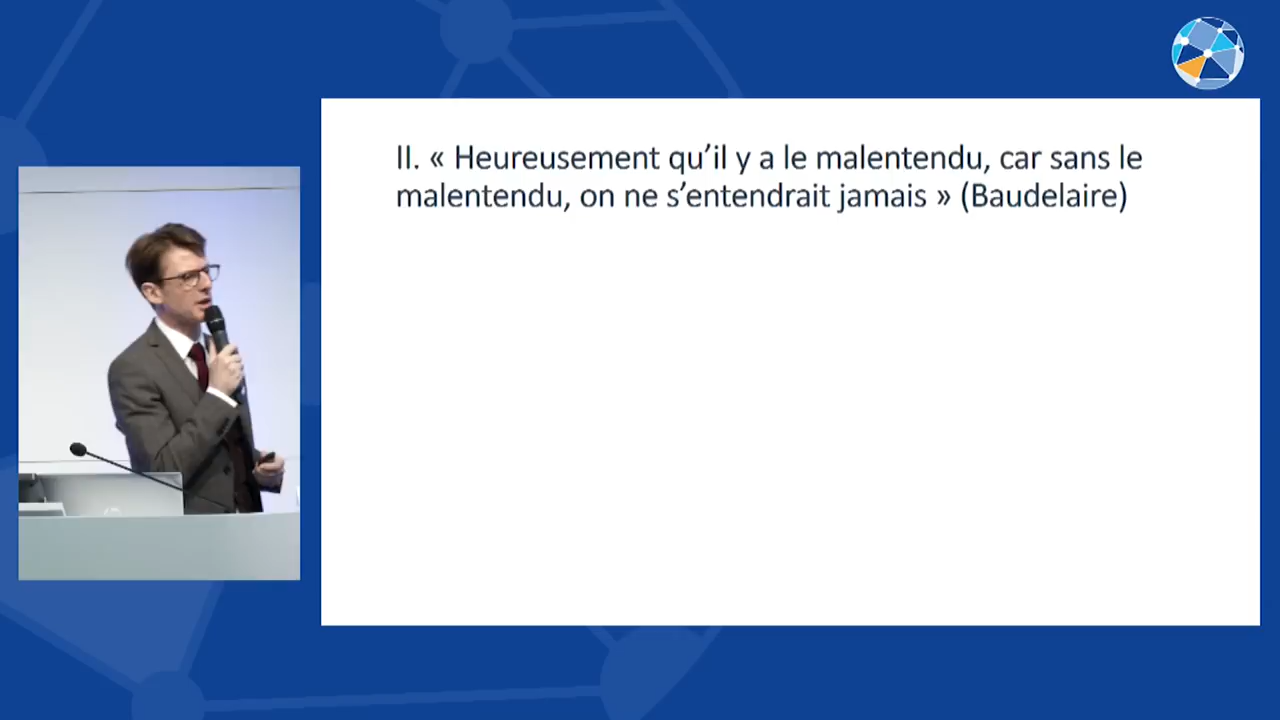 II. « Heureusement qu’il y a le malentendu, car sans le
malentendu, on ne s’entendrait jamais » (Baudelaire)